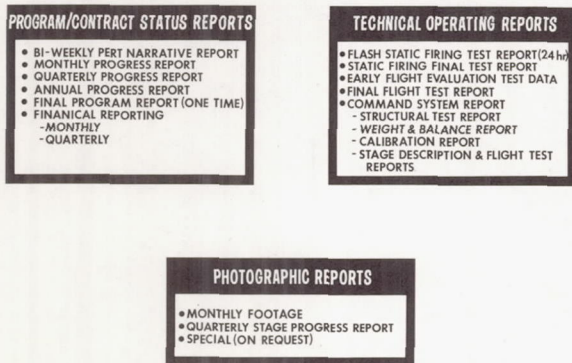 PROGRAM/CONTRACT STATUS REPORTS
• BI-WEEKLY PERT NARRATIVE REPORT
• MONTHLY PROGRESS REPORT
• QUARTERLY PROGRESS REPORT
• ANNUAL PROGRESS REPORT
• FINAL PROGRAM REPORT (ONE TIME)
• FINANICAL REPORTING
-MONTHLY
-QUARTERLY
TECHNICAL OPERATING REPORTS
• FLASH STATIC FIRING TEST REPORT (24 hr)
• STATIC FIRING FINAL TEST REPORT
• EARLY FLIGHT EVALUATION TEST DATA
• FINAL FLIGHT TEST REPORT
• COMMAND SYSTEM REPORT
- STRUCTURAL TEST REPORT
- WEIGHT & BALANCE REPORT
- CALIBRATION REPORT
- STAGE DESCRIPTION & FLIGHT TEST
REPORTS
PHOTOGRAPHIC REPORTS
• MONTHLY FOOTAGE
• QUARTERLY STAGE PROGRESS REPORT
• SPECIAL (ON REQUEST)